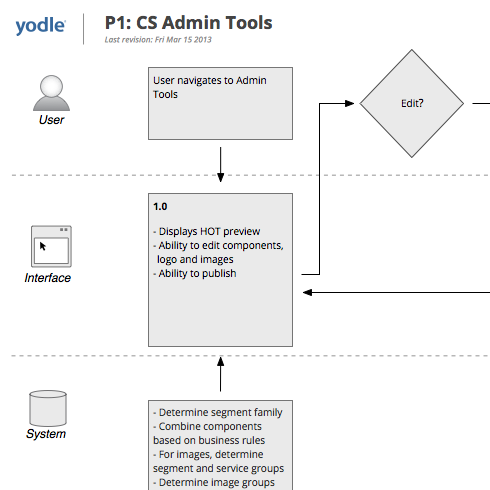 yodle
P1: CS Admin Tools
Last revision: Fri Mar 15 2013
User navigates to Admin
Tools
User
Edit?
1.0
- Displays HOT preview
- Ability to edit components,
logo and images
- Ability to publish
Interface
- Determine segment family
- Combine components
based on business rules
- For images, determine
segment and service groups
- Determine image groups
System